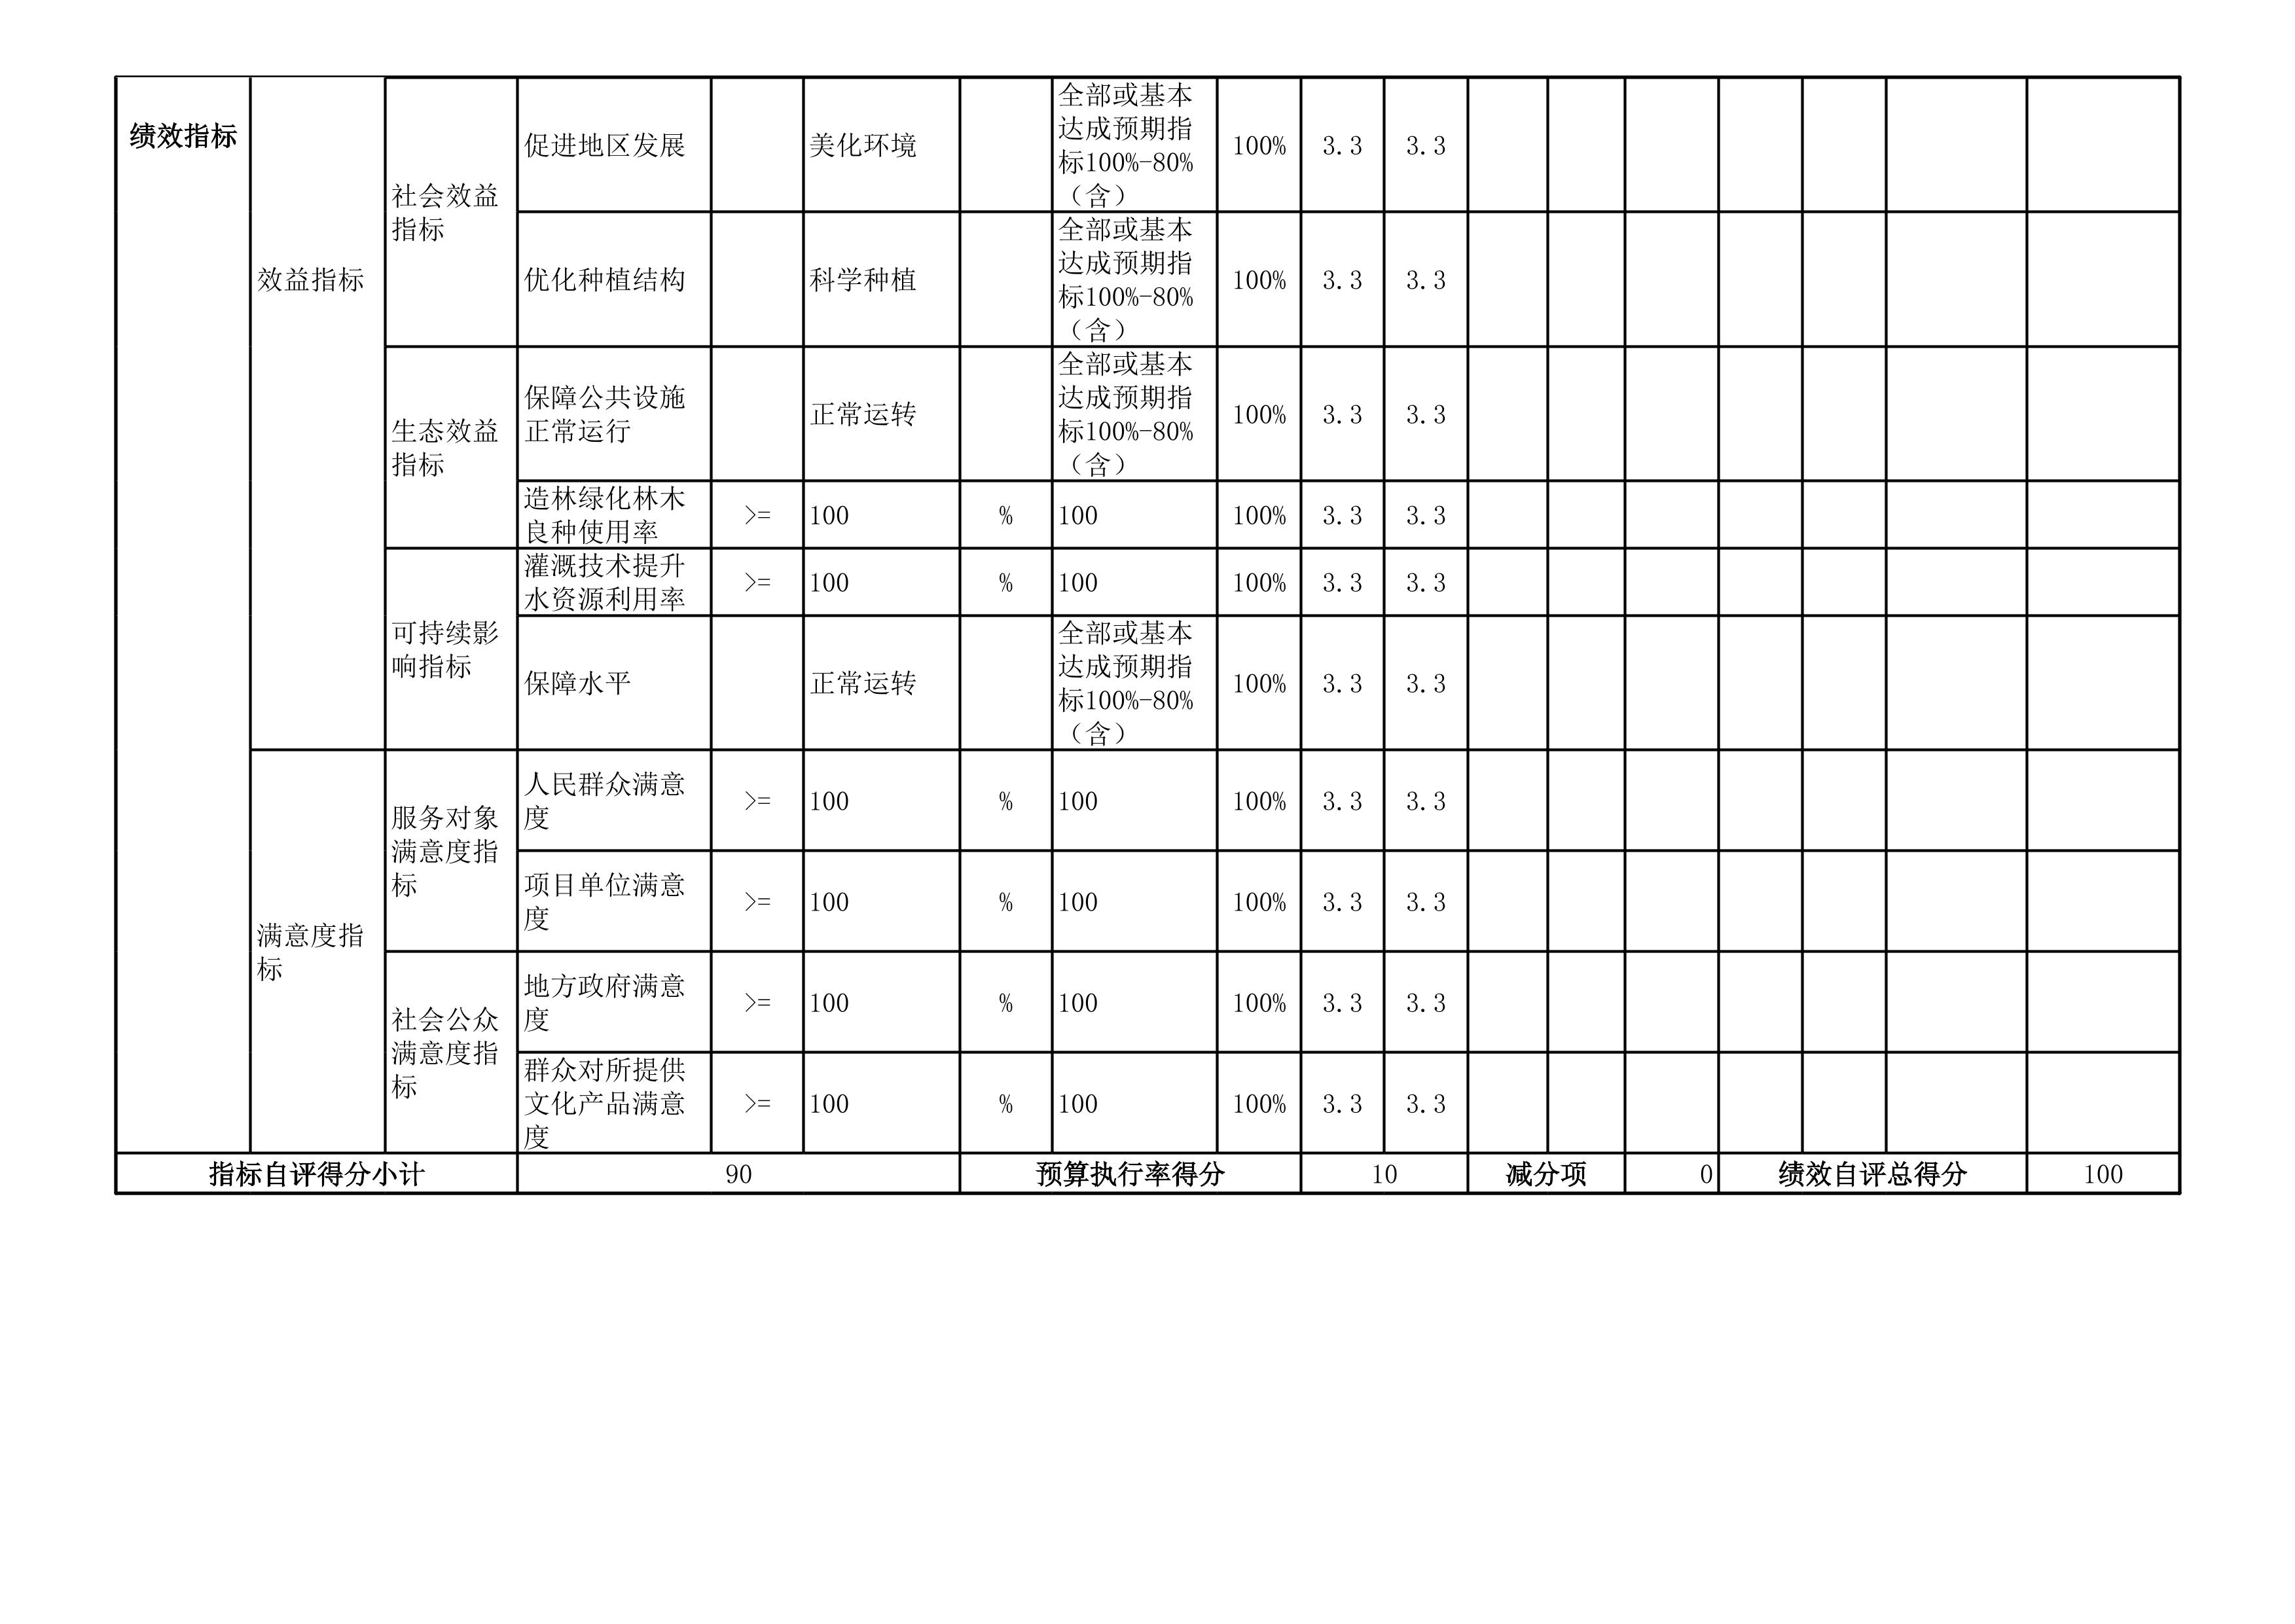 绩效指标
效益指标
社会效益
指标
促进地区发展
美化环境
全部或基本
达成预期指
标100%-80%
（含）
100%
3.3
3.3
优化种植结构
科学种植
全部或基本
达成预期指
标100%-80%
（含）
100%
3.3
3.3
生态效益
指标
保障公共设施
正常运行
正常运转
全部或基本
达成预期指
标100%-80%
（含）
100%
3.3
3.3
造林绿化林木
良种使用率
>=
100
%
100
100%
3.3
3.3
可持续影
响指标
灌溉技术提升
水资源利用率
>=
100
%
100
100%
3.3
3.3
保障水平
正常运转
全部或基本
达成预期指
标100%-80%
（含）
100%
3.3
3.3
满意度指
标
服务对象
满意度指
标
人民群众满意
度
>=
100
%
100
100%
3.3
3.3
项目单位满意
度
>=
100
%
100
100%
3.3
3.3
社会公众
满意度指
标
地方政府满意
度
>=
100
%
100
100%
3.3
3.3
群众对所提供
文化产品满意
度
>=
100
%
100
100%
3.3
3.3
指标自评得分小计
90
预算执行率得分
10
减分项
0
绩效自评总得分
100